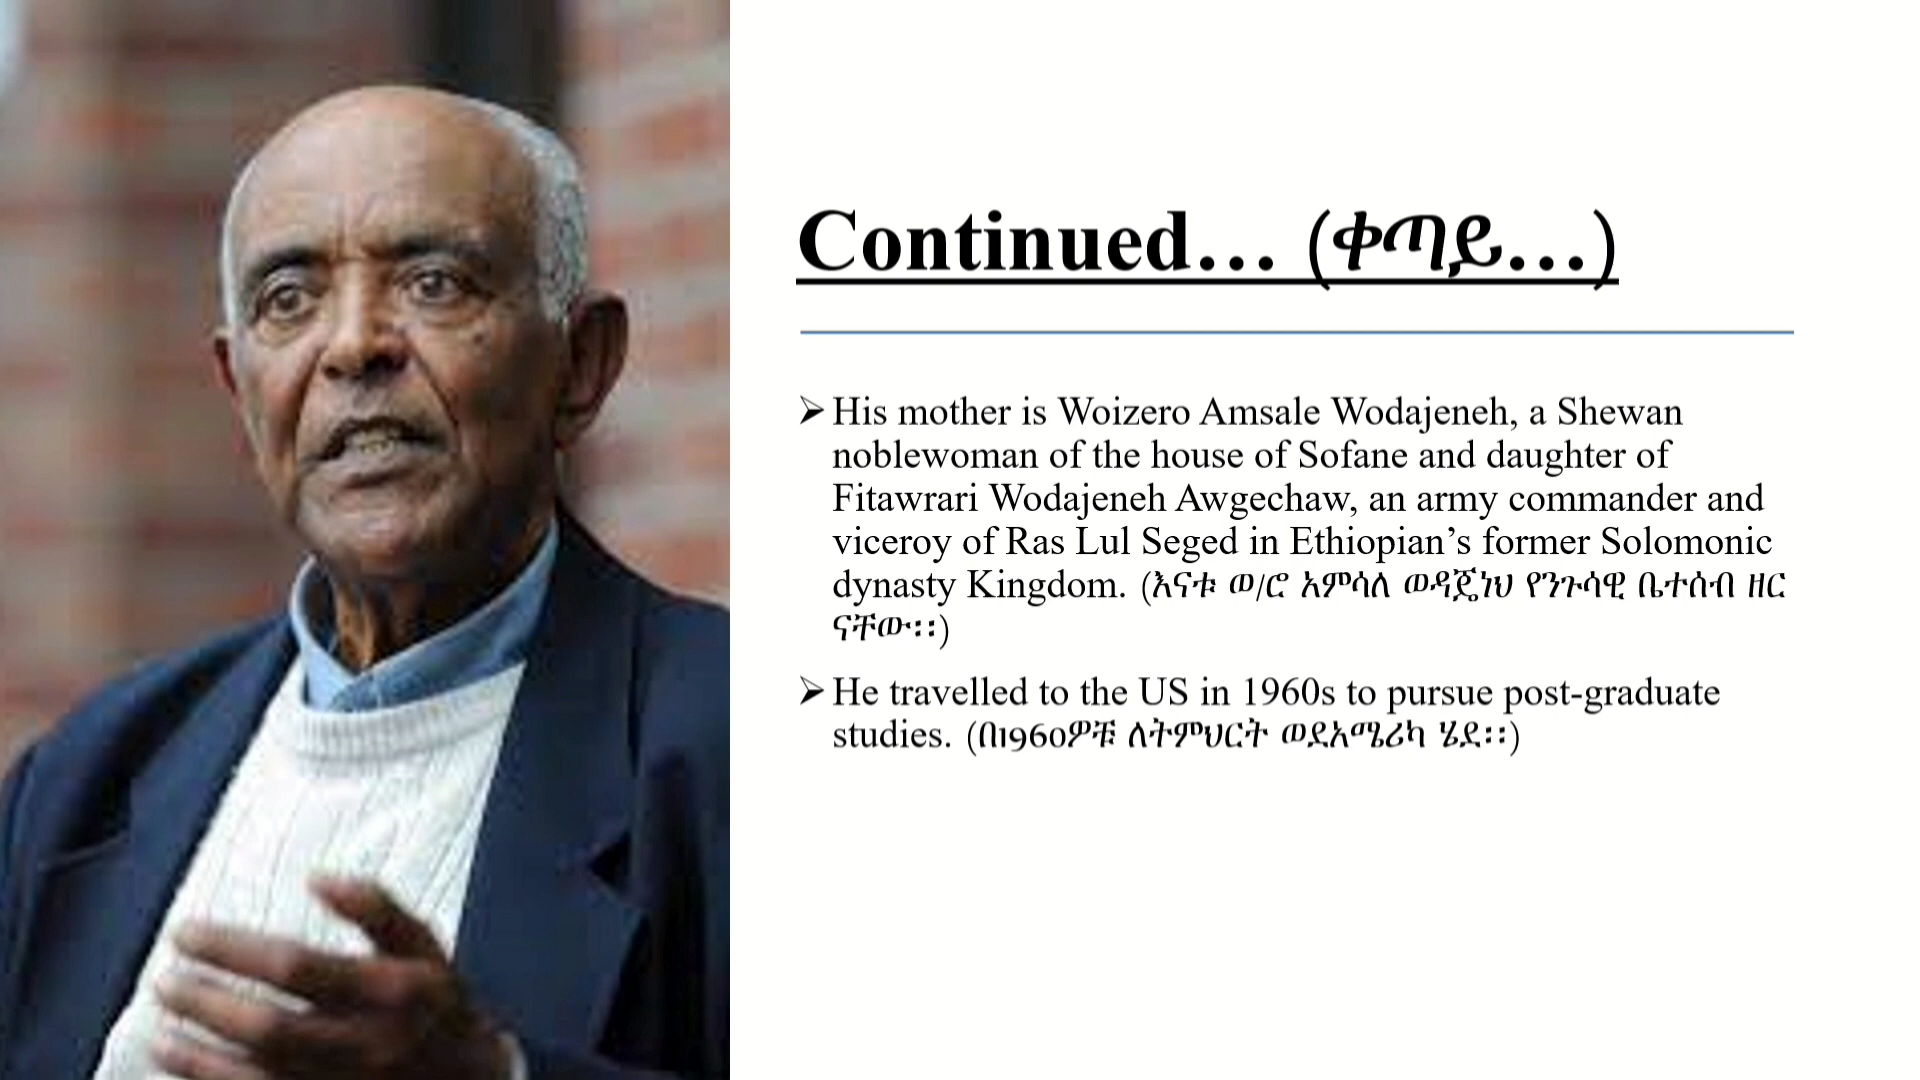 Continued… (ቀጣይ…)
➢His mother is Woizero Amsale Wodajeneh, a Shewan
noblewoman of the house of Sofane and daughter of
Fitawrari Wodajeneh Awgechaw, an army commander and
viceroy of Ras Lul Seged in Ethiopian’s former Solomonic
dynasty Kingdom. (እናቱ ወ/ሮ አምሳለ ወዳጄነህ የንጉሳዊ ቤተሰብ ዘር
ናቸው፡፡)
➢He travelled to the US in 1960s to pursue post-graduate
studies. (በ1960ዎቹ ለትምህርት ወደአሜሪካ ሄደ፡፡)